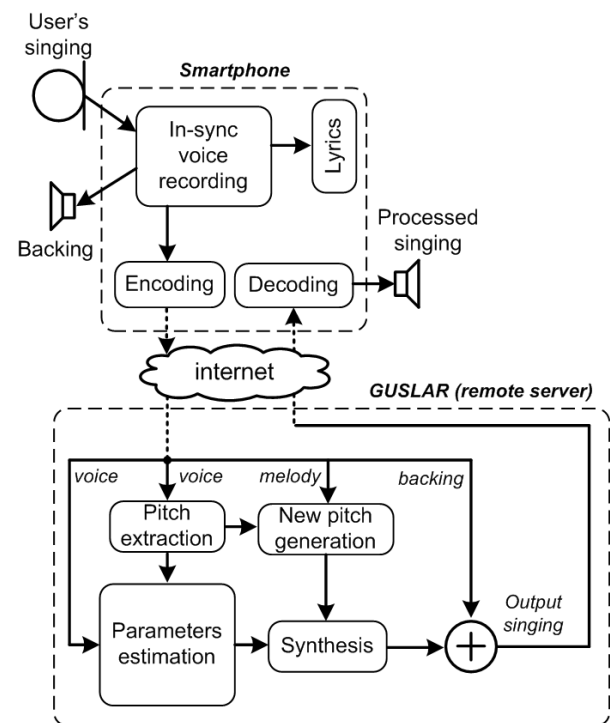 User's
singing
Smartphone
In-sync
voice
recording
Lyrics
Backing
Processed
singing
Encoding
Decoding
internet
GUSLAR (remote server)
voice
voice
melody
backing
Pitch
extraction
New pitch
generation
Parameters
estimation
Synthesis
Output
singing